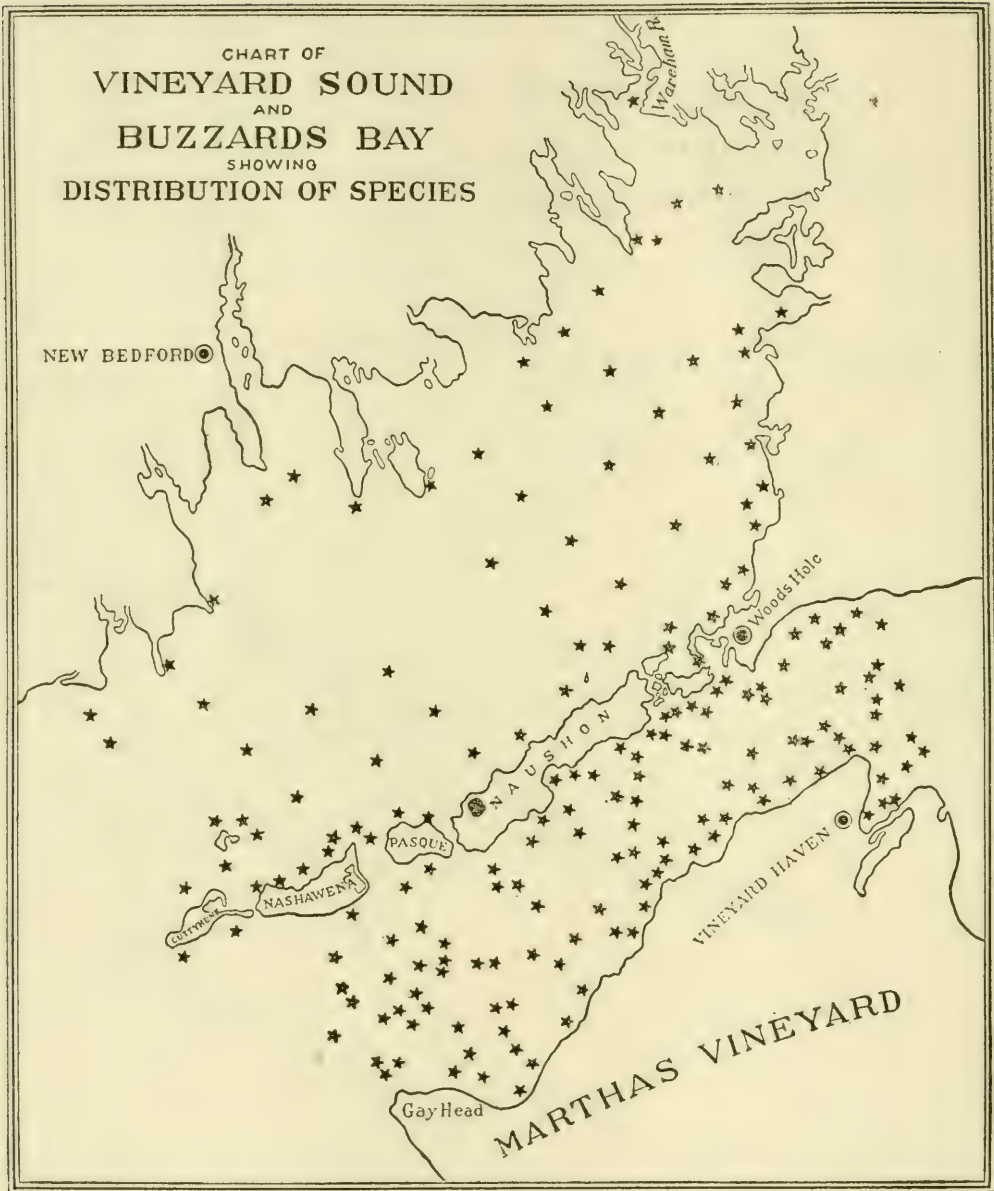 CHART OF
VINEYARD SOUND
AND
BUZZARDS BAY
SHOWING
DISTRIBUTION OF SPECIES
Wareham R.
NEW BEDFORD
Woods Hole
NAUSHON
PASQUE
NASHAWENA
CUTTYHUNK
VINEYARD HAVEN
Gay Head
MARTHAS VINEYARD